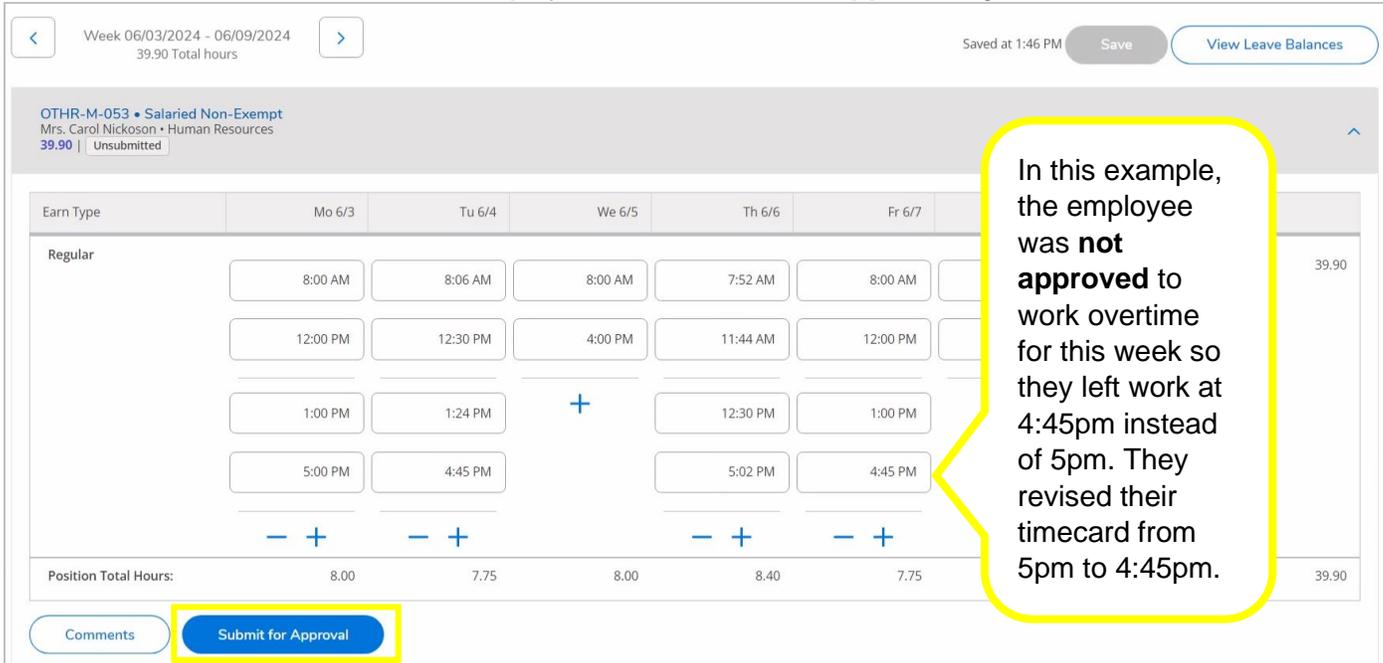 Week 06/03/2024 - 06/09/2024
39.90 Total hours
Saved at 1:46 PM
Save
View Leave Balances
OTHR-M-053 • Salaried Non-Exempt
Mrs. Carol Nickoson • Human Resources
39.90 | Unsubmitted
Earn Type Mo 6/3 Tu 6/4 We 6/5 Th 6/6 Fr 6/7
Regular 39.90
8:00 AM 8:06 AM 8:00 AM 7:52 AM 8:00 AM
12:00 PM 12:30 PM 4:00 PM 11:44 AM 12:00 PM
1:00 PM 1:24 PM + 12:30 PM 1:00 PM
5:00 PM 4:45 PM 5:02 PM 4:45 PM
− + − + − + − +
Position Total Hours: 8.00 7.75 8.00 8.40 7.75 39.90
Comments
Submit for Approval
In this example,
the employee
was not
approved to
work overtime
for this week so
they left work at
4:45pm instead
of 5pm. They
revised their
timecard from
5pm to 4:45pm.